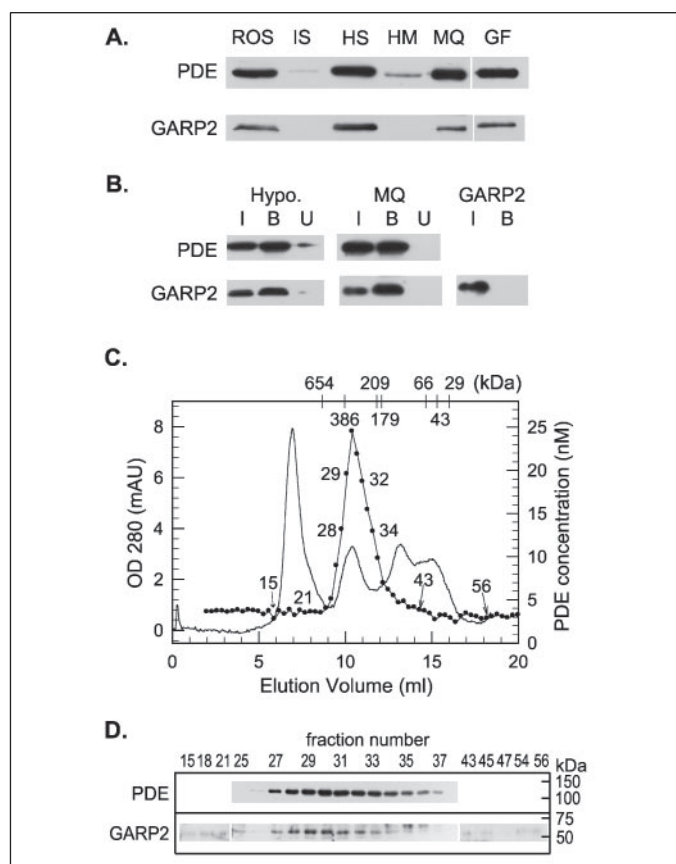 A.
ROS IS HS HM MQ GF
PDE
GARP2
B.
Hypo. MQ GARP2
I B U I B U I B
PDE
GARP2
C.
654 209 66 29 (kDa)
386 179 43
8 25
29 32
6 20
28 34
4 15
2 10
15 21 43 56
5
0 0
OD 280 (mAU)
PDE concentration (nM)
0 5 10 15 20
Elution Volume (ml)
D.
fraction number
15 18 21 25 27 29 31 33 35 37 43 45 47 54 56 kDa
PDE
150
100
75
GARP2
50